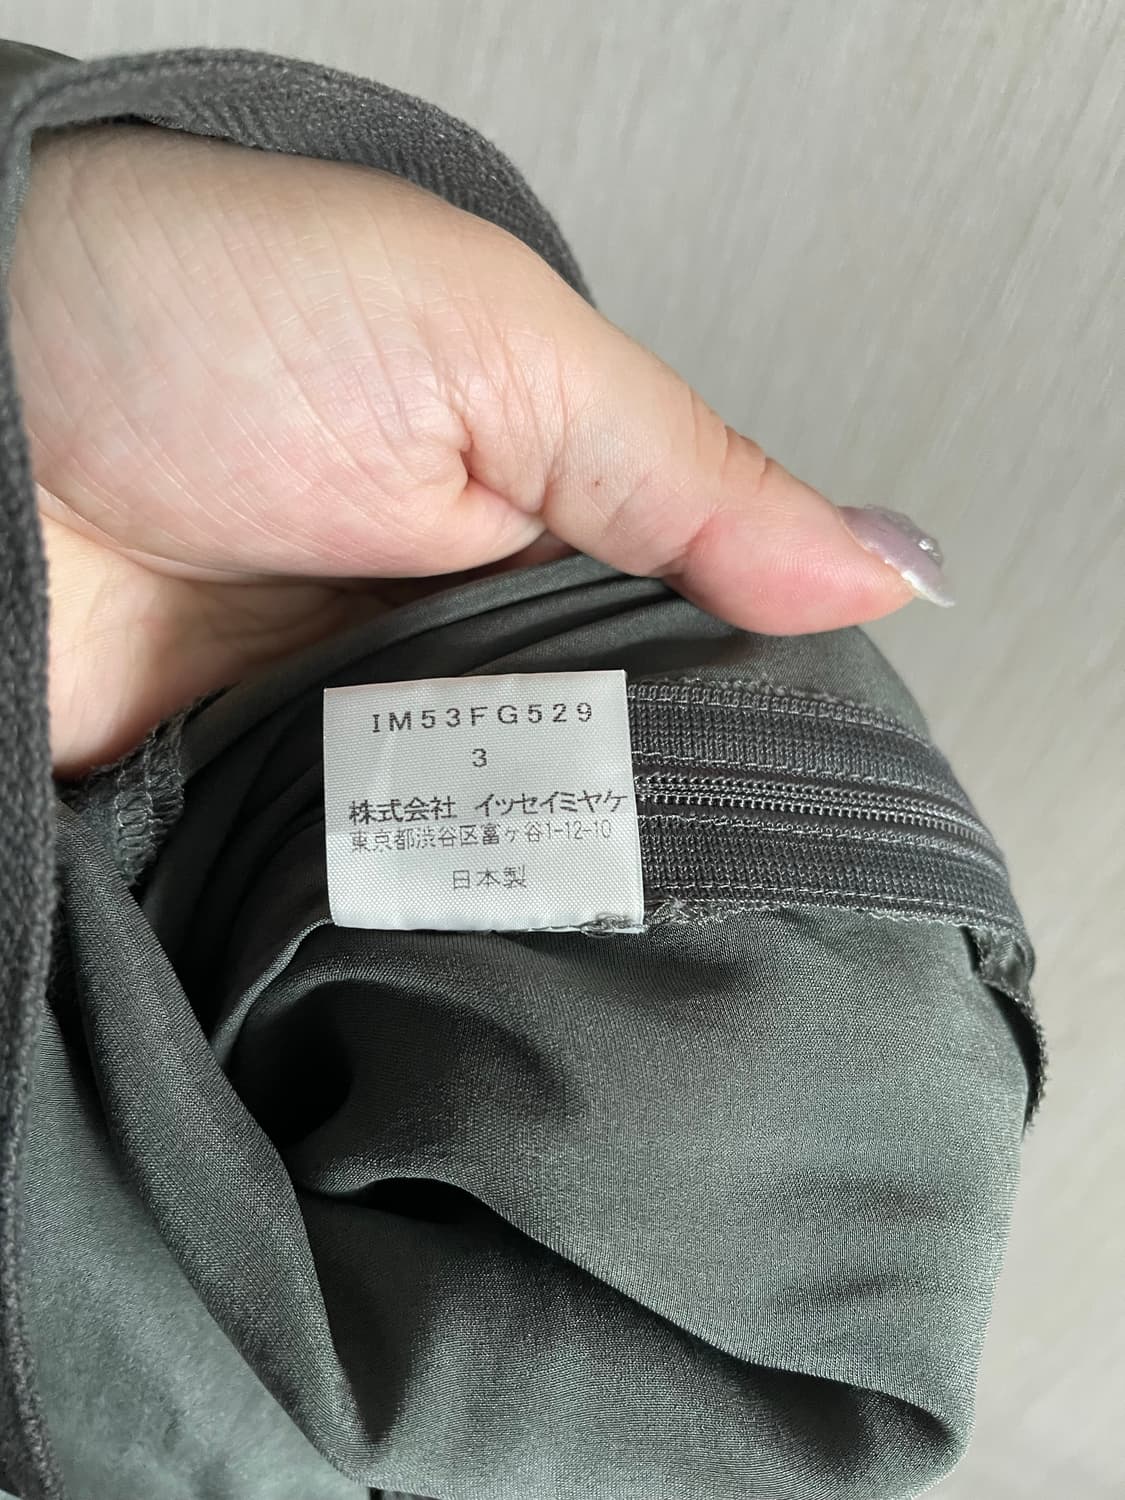 IM53FG529
3
株式会社 イッセイミヤケ
東京都渋谷区富ヶ谷1-12-10
日本製